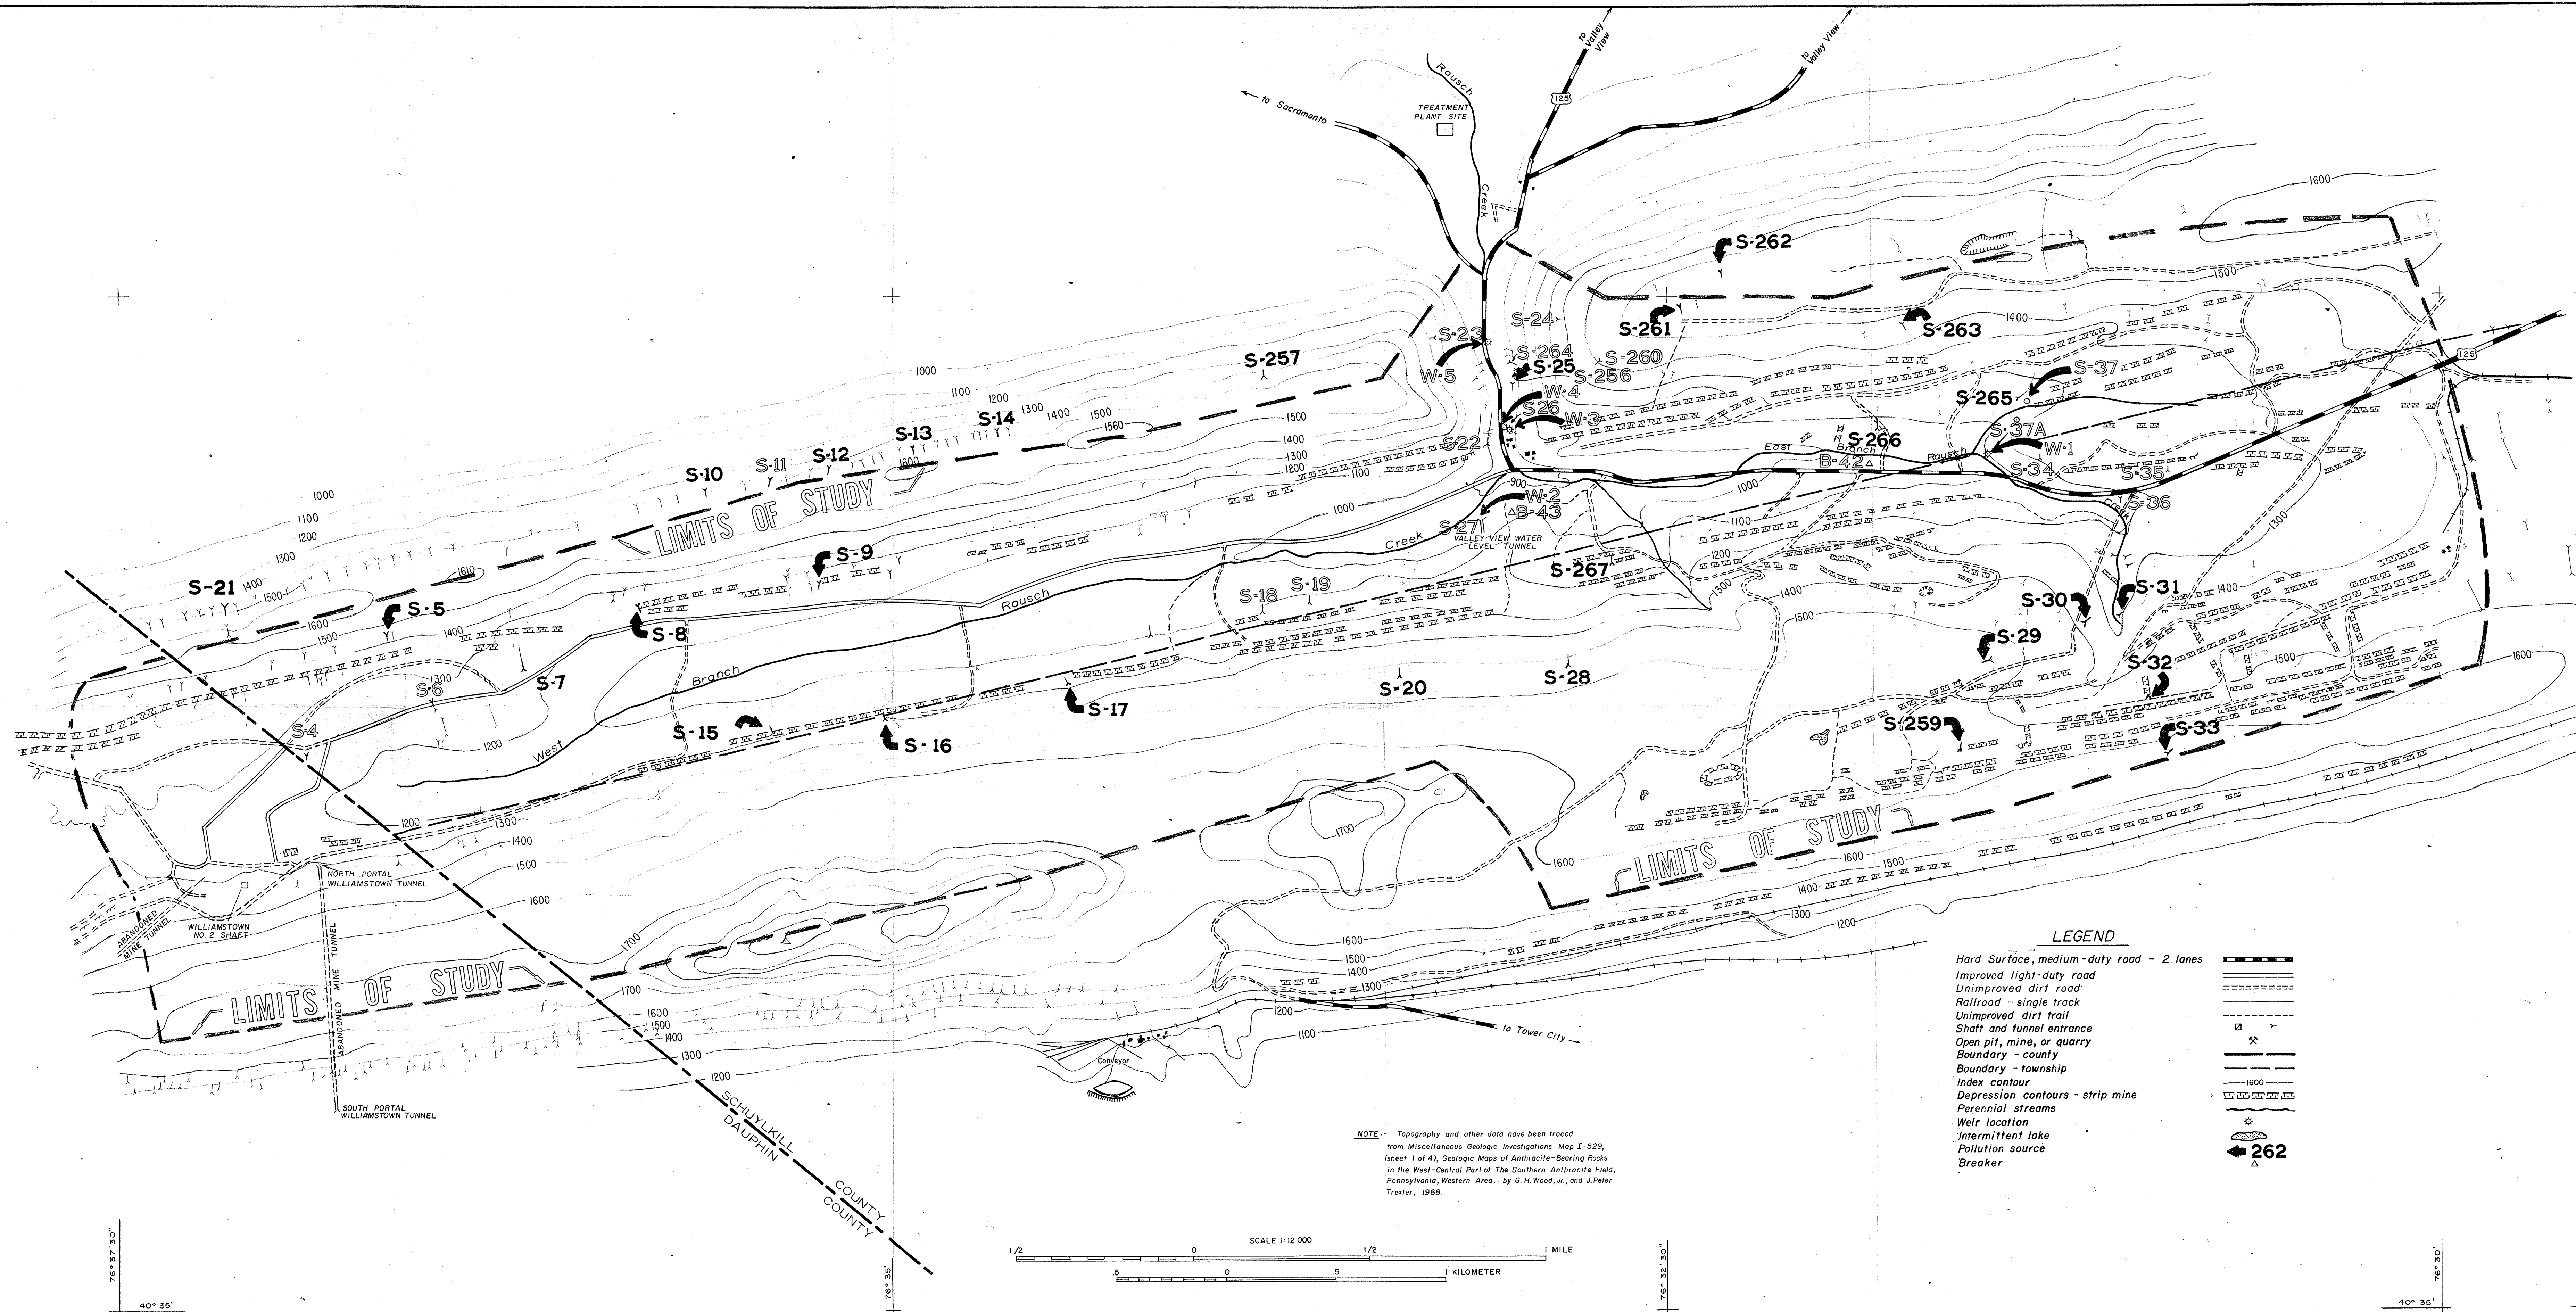 to Valley View
to Valley View
Rausch
125
to Sacramento
TREATMENT
PLANT SITE
Creek
1600
S-262
1500
S-261
S-263
1400
S-24
S-23
S-264
S-260
S-25
S-256
W-5
W-4
S26
W-3
S-22
S-37
S-265
S-37A
W-1
125
S-257
1000
1100
1200
1300
1400
1500
1560
S-14
S-13
S-12
S-11
S-10
1600
1500
1400
1300
1200
1100
LIMITS OF STUDY
S-266
East
Branch
Rausch
B-42
S-34
S-35
S-36
Creek
1000
900
W-2
B-43
S-27
VALLEY VIEW WATER
LEVEL TUNNEL
1000
Creek
1100
1200
1300
1300
1400
1500
S-267
1000
1100
1200
1300
1400
1500
S-21
1610
S-9
S-5
1600
1500
1400
S-8
Rausch
S-18
S-19
S-30
S-31
1400
S-29
S-32
1500
1600
S-6
1300
S-7
Branch
S-20
S-28
S-17
S-15
S-16
S-259
S-33
S-4
1200
West
1200
1300
1400
1500
1600
1700
1600
LIMITS OF STUDY
1600
1500
1400
1300
1200
NORTH PORTAL
WILLIAMSTOWN TUNNEL
ABANDONED
MINE TUNNEL
WILLIAMSTOWN
NO. 2 SHAFT
ABANDONED MINE TUNNEL
1700
1600
1500
1400
1300
LIMITS OF STUDY
1700
1600
1500
1400
1300
1200
1200
1100
to Tower City
Conveyor
SOUTH PORTAL
WILLIAMSTOWN TUNNEL
SCHUYLKILL COUNTY
DAUPHIN COUNTY
LEGEND
Hard Surface, medium-duty road - 2 lanes
Improved light-duty road
Unimproved dirt road
Railroad - single track
Unimproved dirt trail
Shaft and tunnel entrance
Open pit, mine, or quarry
Boundary - county
Boundary - township
Index contour 1600
Depression contours - strip mine
Perennial streams
Weir location
Intermittent lake
Pollution source 262
Breaker
NOTE:- Topography and other data have been traced
from Miscellaneous Geologic Investigations Map I-529,
(sheet 1 of 4), Geologic Maps of Anthracite-Bearing Rocks
in the West-Central Part of The Southern Anthracite Field,
Pennsylvania, Western Area. by G. H. Wood, Jr., and J. Peter
Trexler, 1968.
SCALE 1:12 000
1/2 0 1/2 1 MILE
.5 0 .5 1 KILOMETER
76° 37' 30"
76° 35'
76° 32' 30"
76° 30'
40° 35'
40° 35'